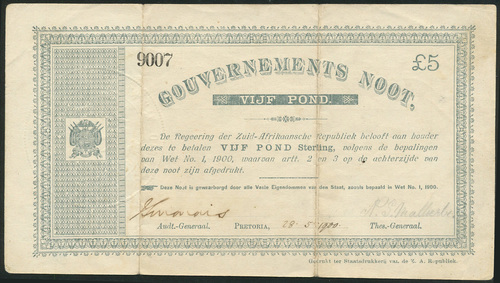 9007
£5
GOUVERNEMENTS NOOT,
VIJF POND.
De Regeering der Zuid-Afrikaansche Republiek belooft aan houder
dezes te betalen VIJF POND Sterling, volgens de bepalingen
van Wet No. 1, 1900, waarvan artt. 2 en 3 op de achterzijde van
deze noot zijn afgedrukt.
Deze Noot is gewaarborgd door alle Vaste Eigendommen van den Staat, zooals bepaald in Wet No. 1, 1900.
Audt.-Generaal. PRETORIA, 28-5-1900 Thes.-Generaal.
Gedrukt ter Staatsdrukkerij van de Z. A. Republiek.